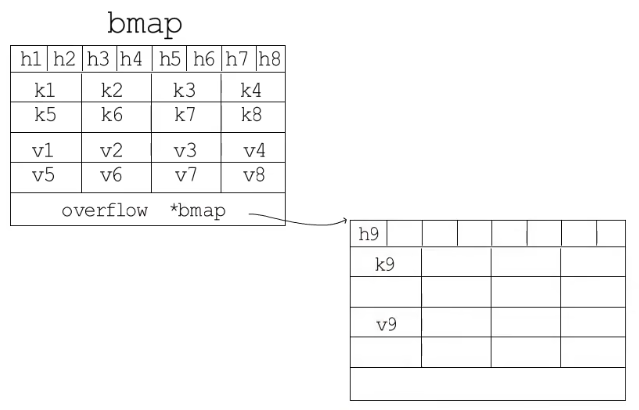 bmap
h1 h2 h3 h4 h5 h6 h7 h8
k1 k2 k3 k4
k5 k6 k7 k8
v1 v2 v3 v4
v5 v6 v7 v8
overflow *bmap
h9
k9
v9